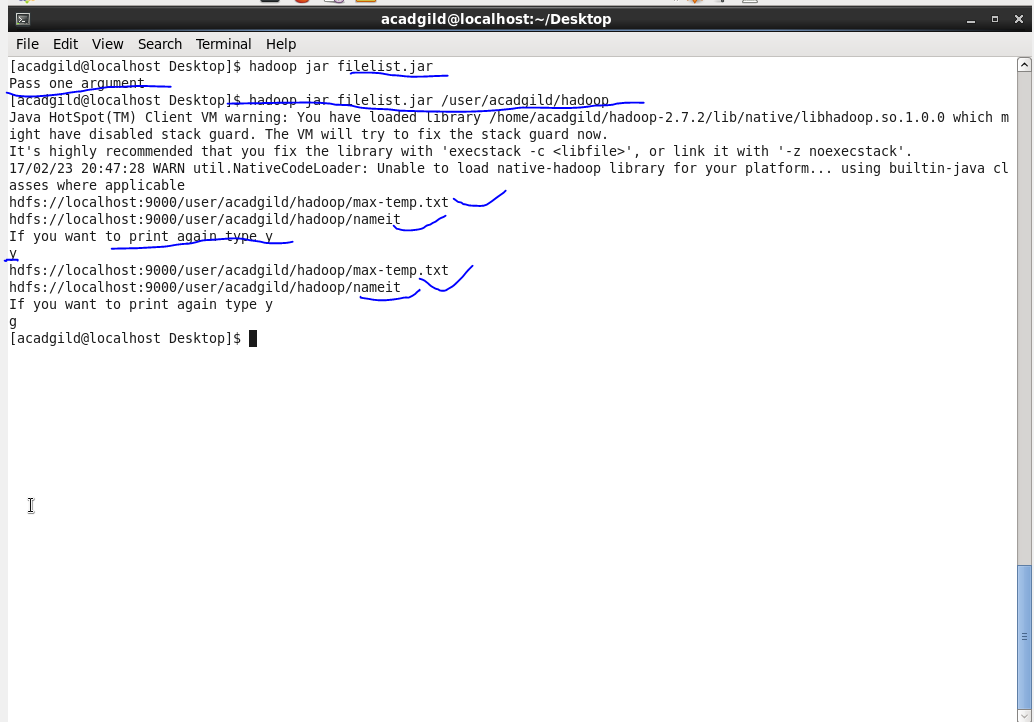 acadgild@localhost:~/Desktop
File Edit View Search Terminal Help
[acadgild@localhost Desktop]$ hadoop jar filelist.jar
Pass one argument
[acadgild@localhost Desktop]$ hadoop jar filelist.jar /user/acadgild/hadoop
Java HotSpot(TM) Client VM warning: You have loaded library /home/acadgild/hadoop-2.7.2/lib/native/libhadoop.so.1.0.0 which m
ight have disabled stack guard. The VM will try to fix the stack guard now.
It's highly recommended that you fix the library with 'execstack -c <libfile>', or link it with '-z noexecstack'.
17/02/23 20:47:28 WARN util.NativeCodeLoader: Unable to load native-hadoop library for your platform... using builtin-java cl
asses where applicable
hdfs://localhost:9000/user/acadgild/hadoop/max-temp.txt
hdfs://localhost:9000/user/acadgild/hadoop/nameit
If you want to print again type y
y
hdfs://localhost:9000/user/acadgild/hadoop/max-temp.txt
hdfs://localhost:9000/user/acadgild/hadoop/nameit
If you want to print again type y
g
[acadgild@localhost Desktop]$